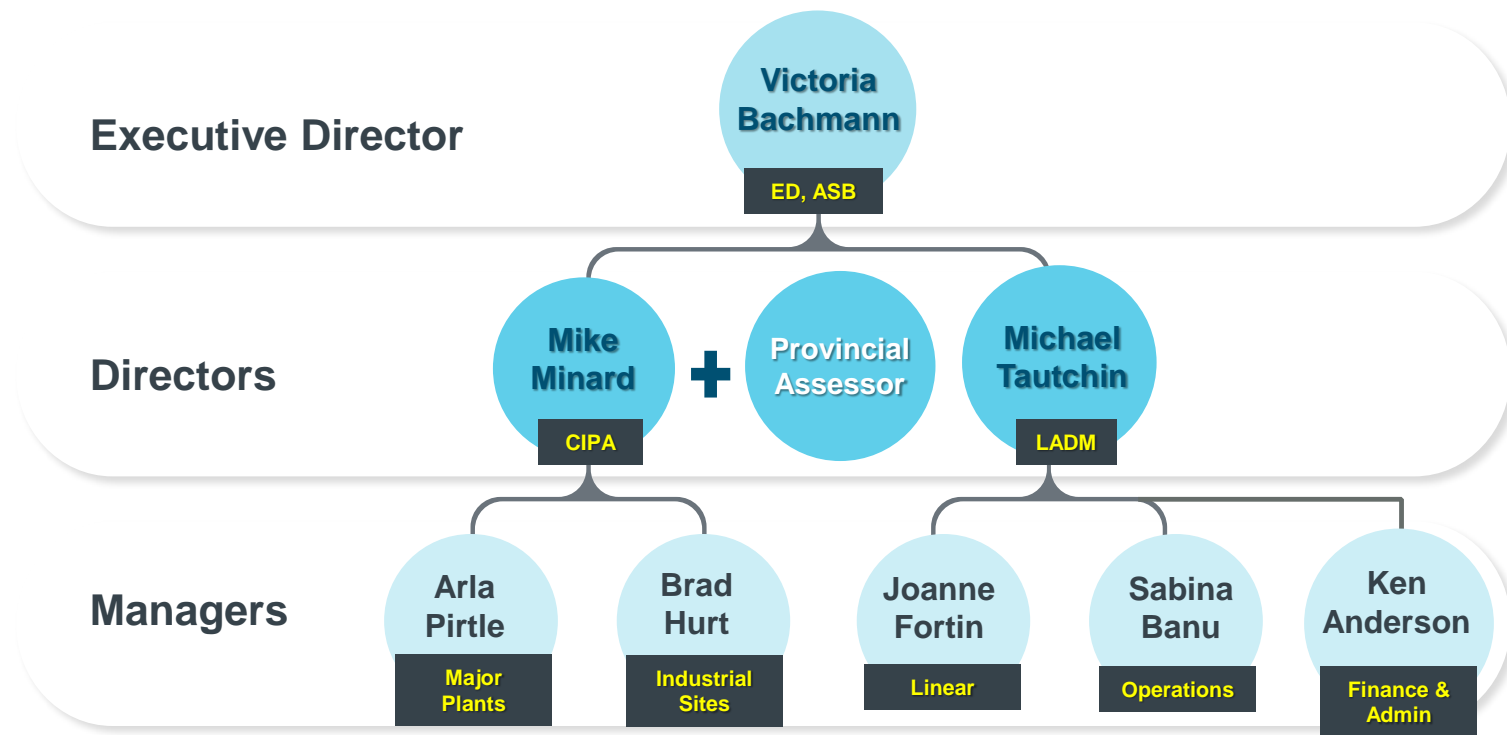 Executive Director
Victoria
Bachmann
ED, ASB
Directors
Mike
Minard
CIPA
Provincial
Assessor
Michael
Tautchin
LADM
Managers
Arla
Pirtle
Major
Plants
Brad
Hurt
Industrial
Sites
Joanne
Fortin
Linear
Sabina
Banu
Operations
Ken
Anderson
Finance &
Admin